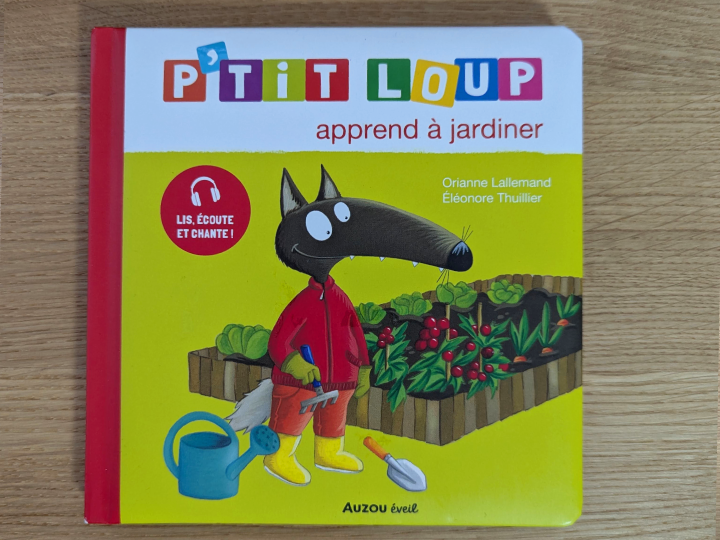 P'TiT LOUP
apprend à jardiner
Orianne Lallemand
Éléonore Thuillier
LIS, ÉCOUTE
ET CHANTE !
AUZOU éveil